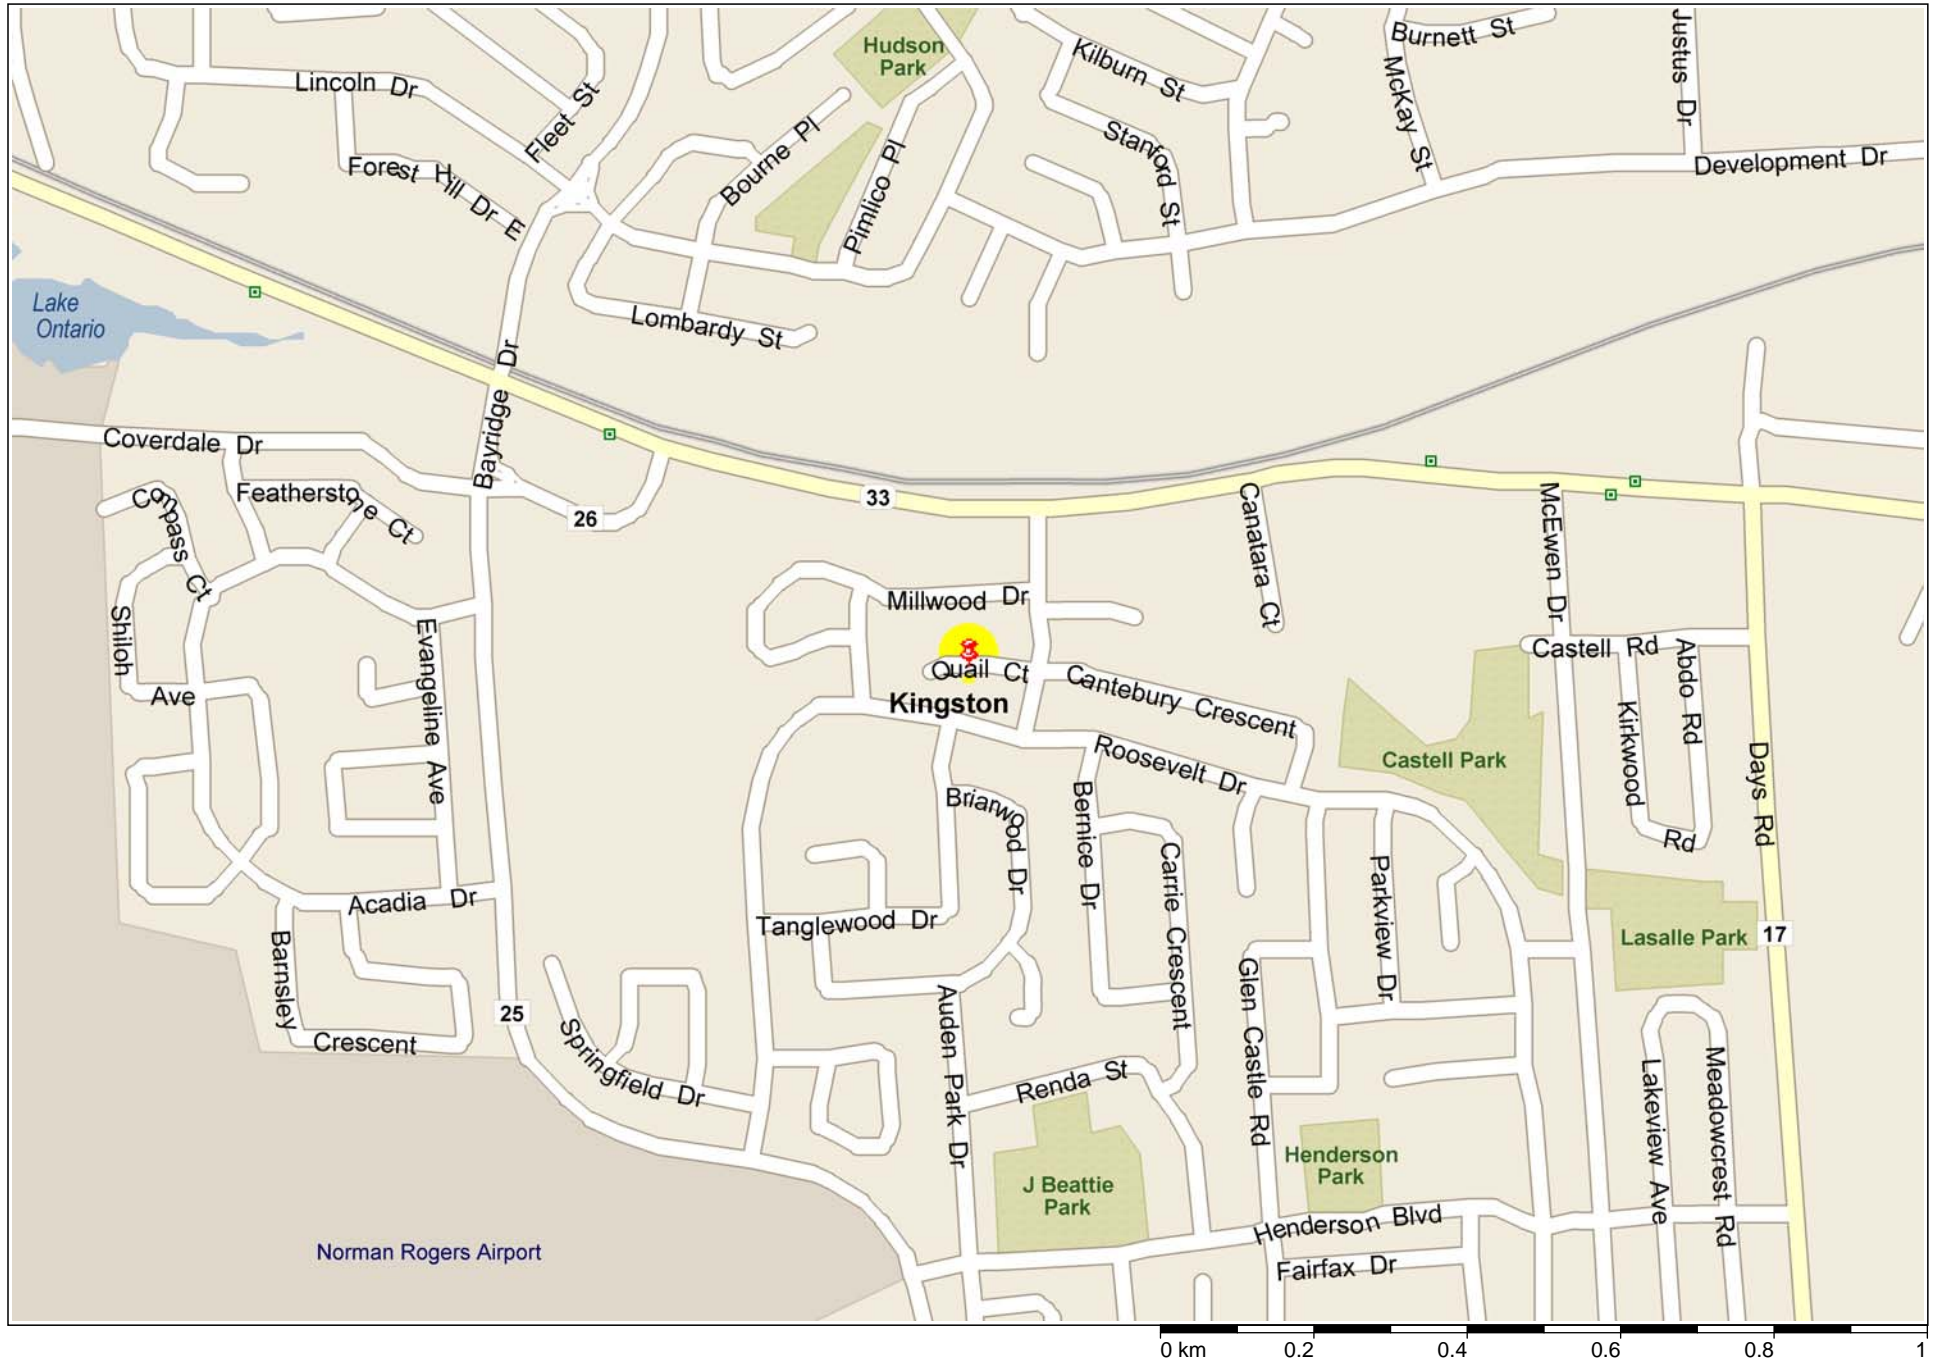 Hudson
Park
Burnett St
Justus Dr
Kilburn St
McKay St
Lincoln Dr
Fleet St
Stanford St
Bourne Pl
Pimlico Pl
Forest Hill Dr E
Development Dr
Lake
Ontario
Lombardy St
Bayridge Dr
Coverdale Dr
Featherstone Ct
Compass Ct
33
26
Canatara Ct
McEwen Dr
Millwood Dr
Shiloh
Ave
Evangeline Ave
Quail Ct
Kingston
Cantebury Crescent
Castell Rd
Abdo Rd
Kirkwood
Rd
Days Rd
Castell Park
Roosevelt Dr
Briarwood Dr
Bernice Dr
Carrie Crescent
Parkview Dr
Acadia Dr
Tanglewood Dr
Lasalle Park
17
Barnsley
Crescent
25
Springfield Dr
Auden Park Dr
Glen Castle Rd
Renda St
Lakeview Ave
Meadowcrest Rd
Henderson
Park
J Beattie
Park
Henderson Blvd
Fairfax Dr
Norman Rogers Airport
0 km 0.2 0.4 0.6 0.8 1